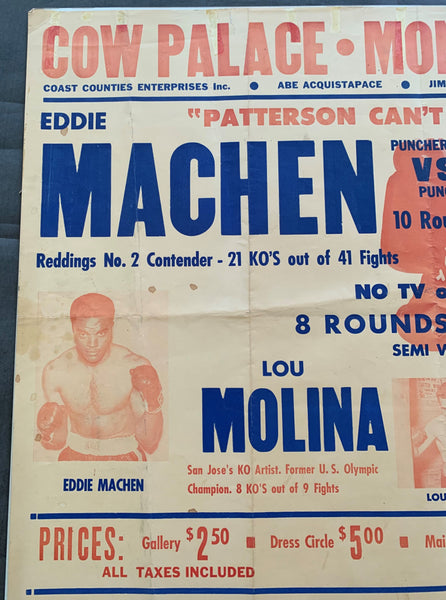 COW PALACE • MO
COAST COUNTIES ENTERPRISES Inc. • ABE ACQUISTAPACE • JIM
EDDIE
"PATTERSON CAN'T
MACHEN
PUNCHER
VS
PUN
10 Rou
Reddings No. 2 Contender - 21 KO'S out of 41 Fights
NO TV
8 ROUNDS
SEMI
LOU
MOLINA
San Jose's KO Artist. Former U. S. Olympic
Champion. 8 KO'S out of 9 Fights
EDDIE MACHEN
LOU
PRICES: Gallery $2.50 ■ Dress Circle $5.00 ■ Mai
ALL TAXES INCLUDED